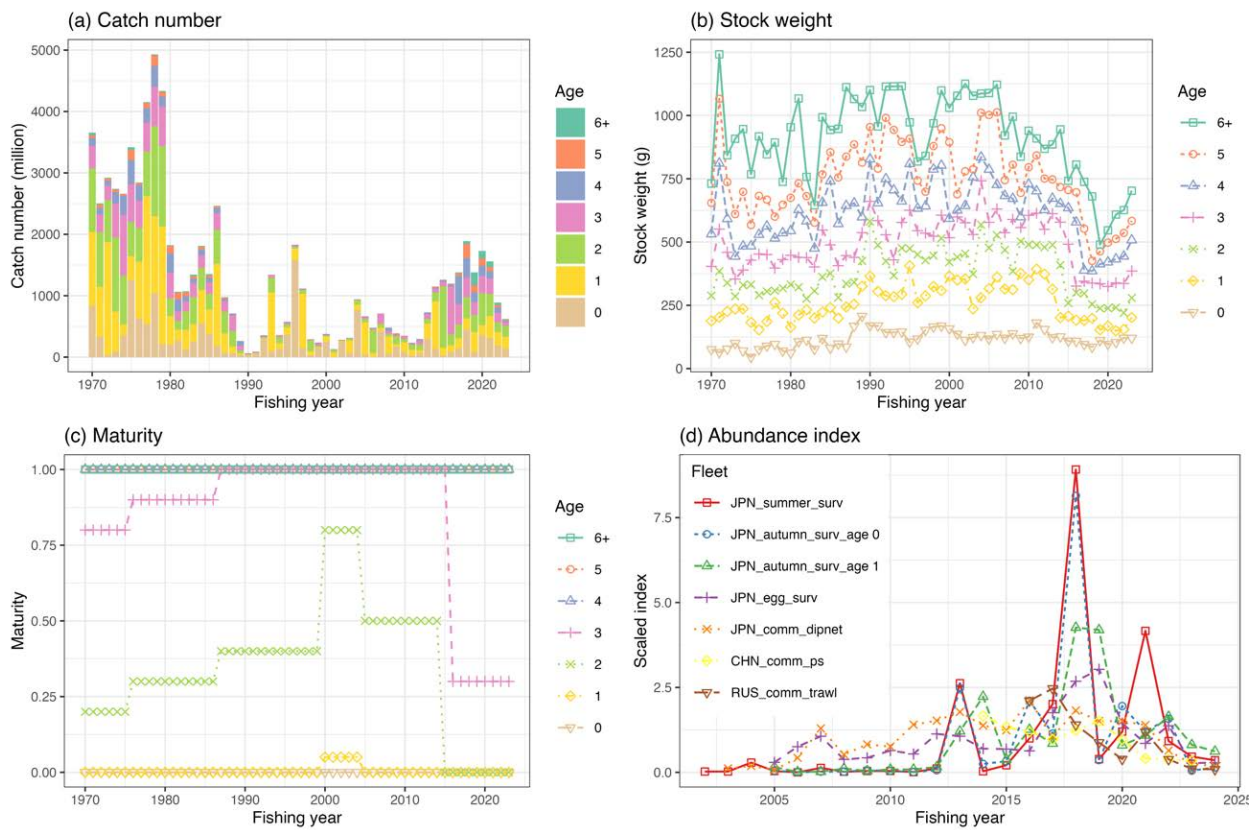 (a) Catch number
Catch number (million)
5000
4000
3000
2000
1000
0
1970
1980
1990
2000
2010
2020
Fishing year
Age
6+
5
4
3
2
1
0
(b) Stock weight
Stock weight (g)
1250
1000
750
500
250
0
1970
1980
1990
2000
2010
2020
Fishing year
Age
6+
5
4
3
2
1
0
(c) Maturity
Maturity
1.00
0.75
0.50
0.25
0.00
1970
1980
1990
2000
2010
2020
Fishing year
Age
6+
5
4
3
2
1
0
(d) Abundance index
Scaled index
7.5
5.0
2.5
0.0
Fleet
JPN_summer_surv
JPN_autumn_surv_age 0
JPN_autumn_surv_age 1
JPN_egg_surv
JPN_comm_dipnet
CHN_comm_ps
RUS_comm_trawl
2005
2010
2015
2020
2025
Fishing year